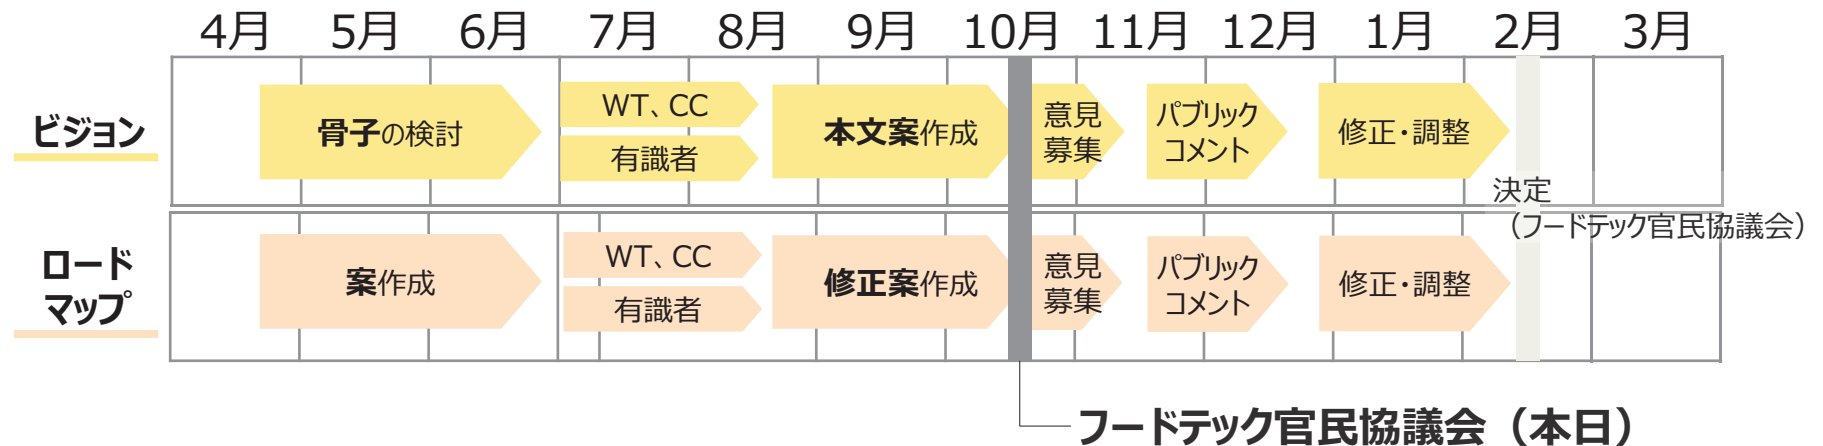 4月 5月 6月 7月 8月 9月 10月 11月 12月 1月 2月 3月
ビジョン
骨子の検討
WT、CC
有識者
本文案作成
意見
募集
パブリック
コメント
修正・調整
決定
（フードテック官民協議会）
ロード
マップ
案作成
WT、CC
有識者
修正案作成
意見
募集
パブリック
コメント
修正・調整
フードテック官民協議会（本日）